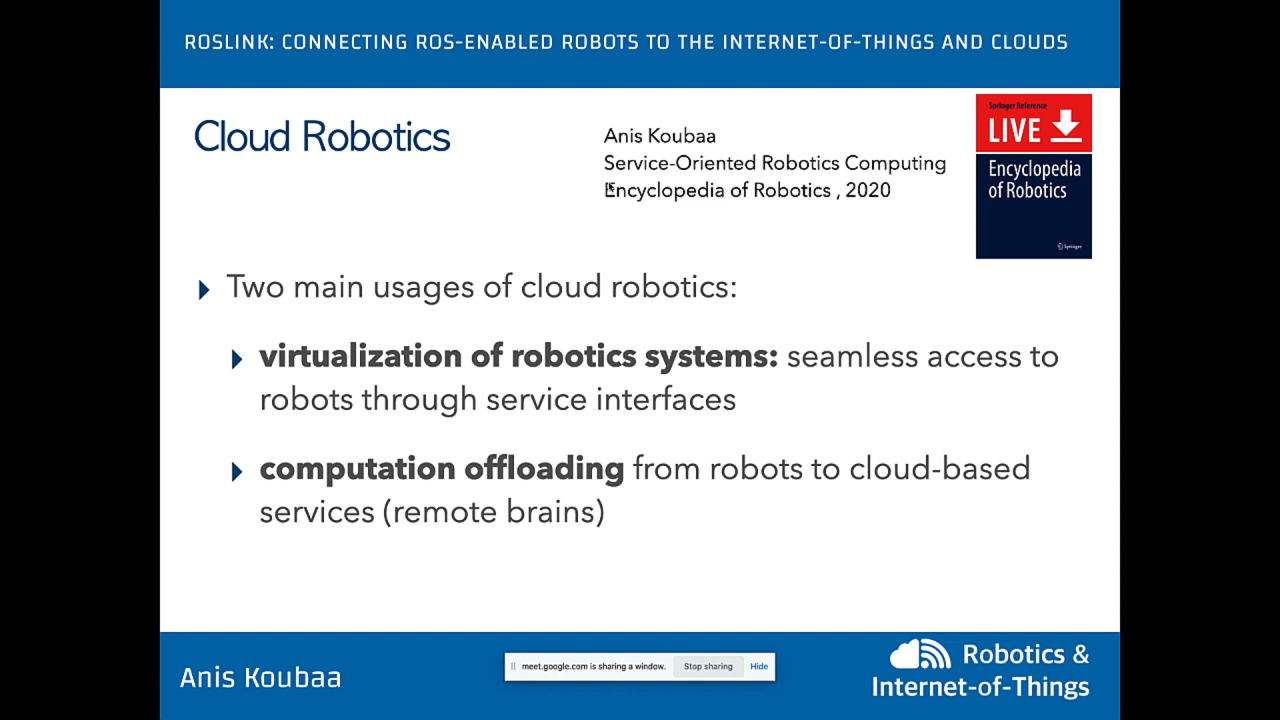 ROSLINK: CONNECTING ROS-ENABLED ROBOTS TO THE INTERNET-OF-THINGS AND CLOUDS
Cloud Robotics
Anis Koubaa
Service-Oriented Robotics Computing
Encyclopedia of Robotics , 2020
Springer Reference
LIVE
Encyclopedia
of Robotics
Springer
Two main usages of cloud robotics:
virtualization of robotics systems: seamless access to
robots through service interfaces
computation offloading from robots to cloud-based
services (remote brains)
Anis Koubaa
meet.google.com is sharing a window. Stop sharing Hide
Robotics &
Internet-of-Things